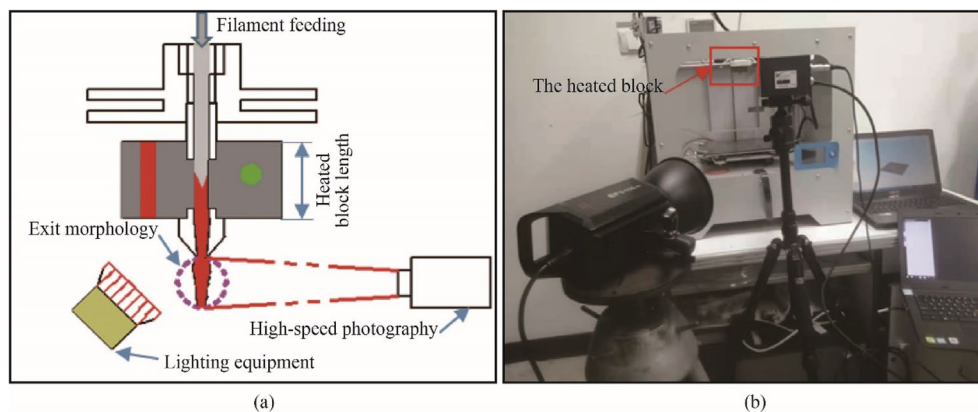 Filament feeding
Heated
block length
Exit morphology
High-speed photography
Lighting equipment
(a)
The heated block
(b)